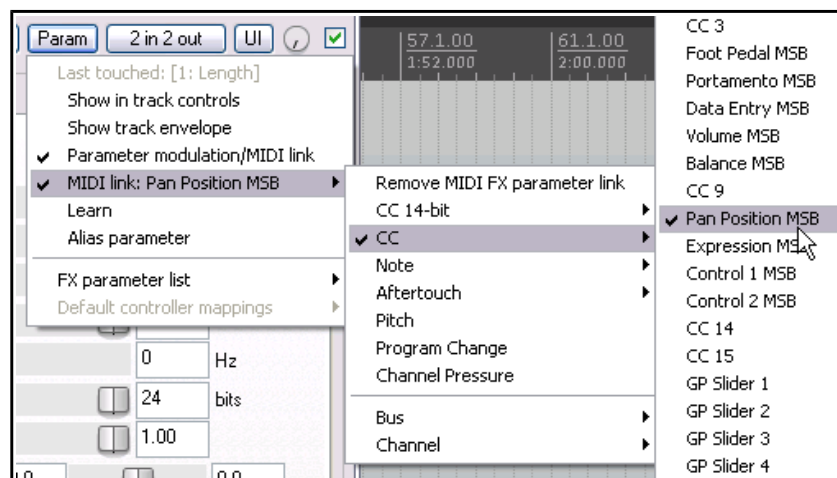 Param
2 in 2 out
UI
57.1.00
1:52.000
61.1.00
2:00.000
Last touched: [1: Length]
Show in track controls
Show track envelope
Parameter modulation/MIDI link
MIDI link: Pan Position MSB
Learn
Alias parameter
FX parameter list
Default controller mappings
0
Hz
24
bits
1.00
0.0
Remove MIDI FX parameter link
CC 14-bit
CC
Note
Aftertouch
Pitch
Program Change
Channel Pressure
Bus
Channel
CC 3
Foot Pedal MSB
Portamento MSB
Data Entry MSB
Volume MSB
Balance MSB
CC 9
Pan Position MSB
Expression MSB
Control 1 MSB
Control 2 MSB
CC 14
CC 15
GP Slider 1
GP Slider 2
GP Slider 3
GP Slider 4